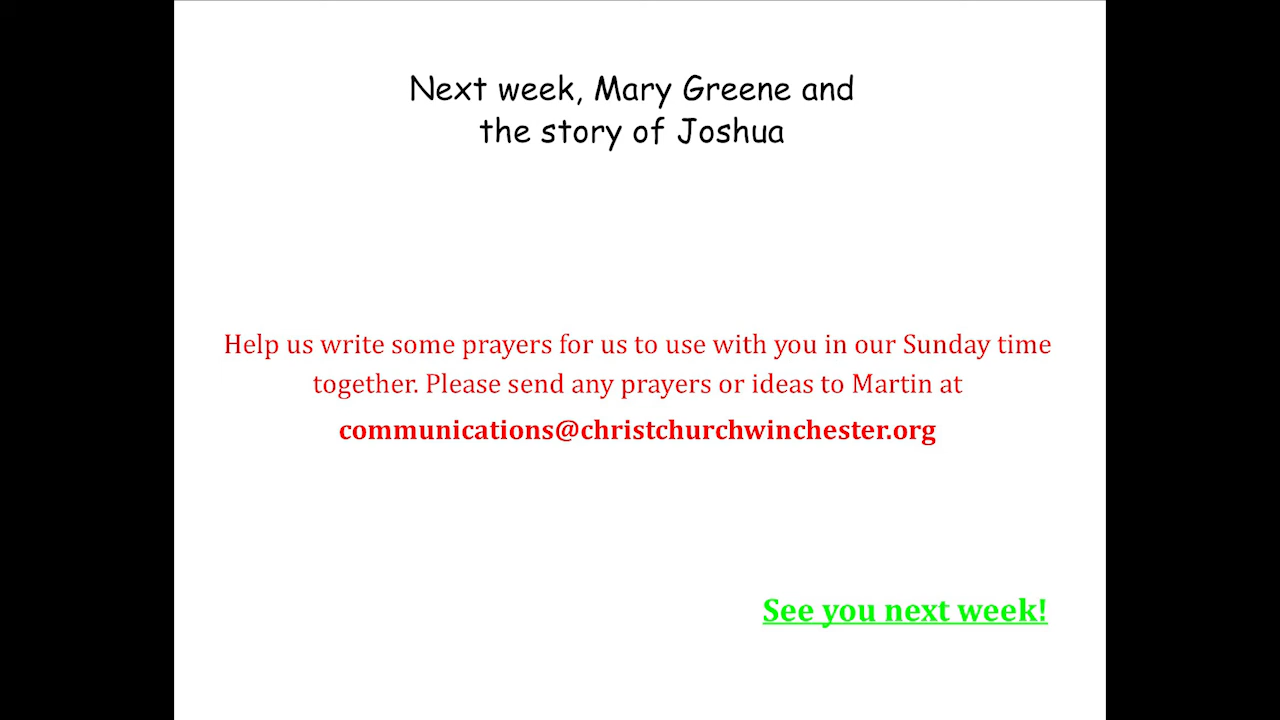 Next week, Mary Greene and
the story of Joshua
Help us write some prayers for us to use with you in our Sunday time
together. Please send any prayers or ideas to Martin at
communications@christchurchwinchester.org
See you next week!